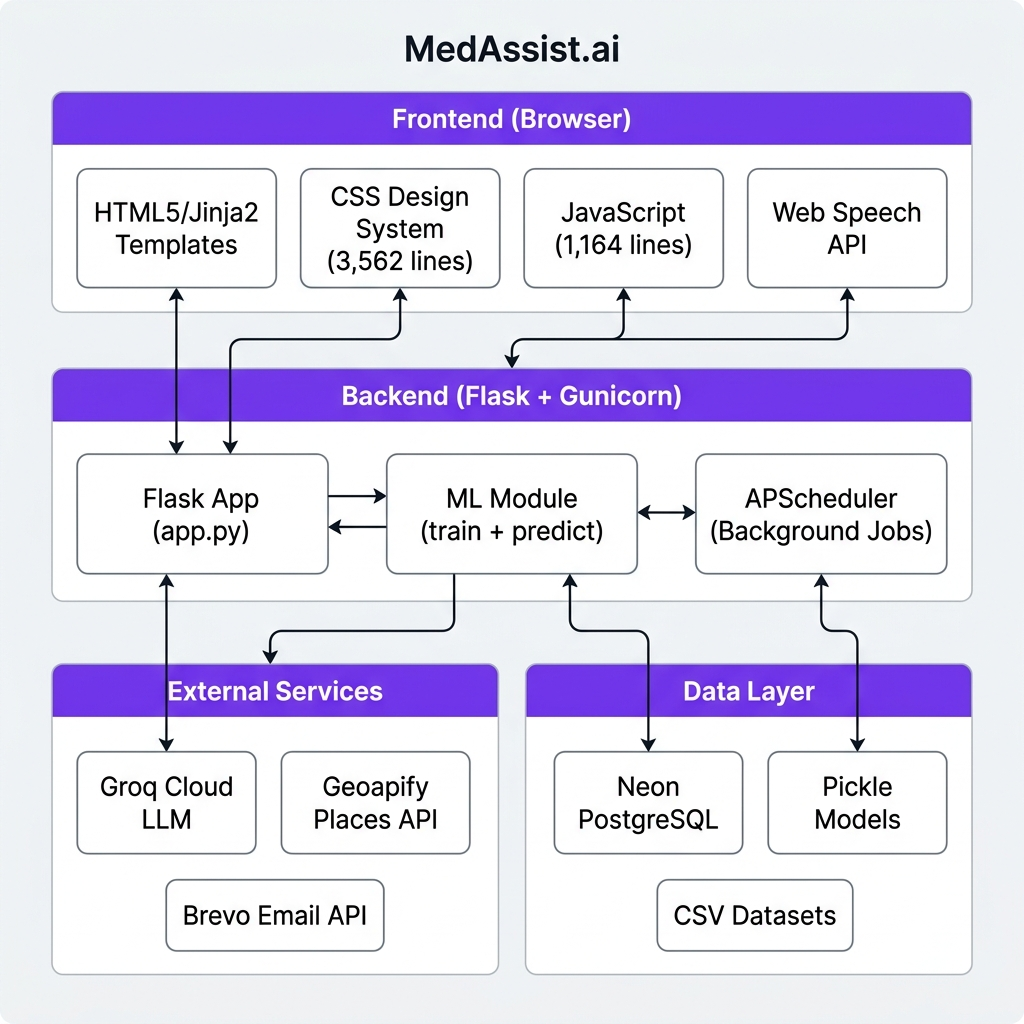 MedAssist.ai
Frontend (Browser)
HTML5/Jinja2
Templates
CSS Design
System
(3,562 lines)
JavaScript
(1,164 lines)
Web Speech
API
Backend (Flask + Gunicorn)
Flask App
(app.py)
ML Module
(train + predict)
APScheduler
(Background Jobs)
External Services
Groq Cloud
LLM
Geoapify
Places API
Brevo Email API
Data Layer
Neon
PostgreSQL
Pickle
Models
CSV Datasets